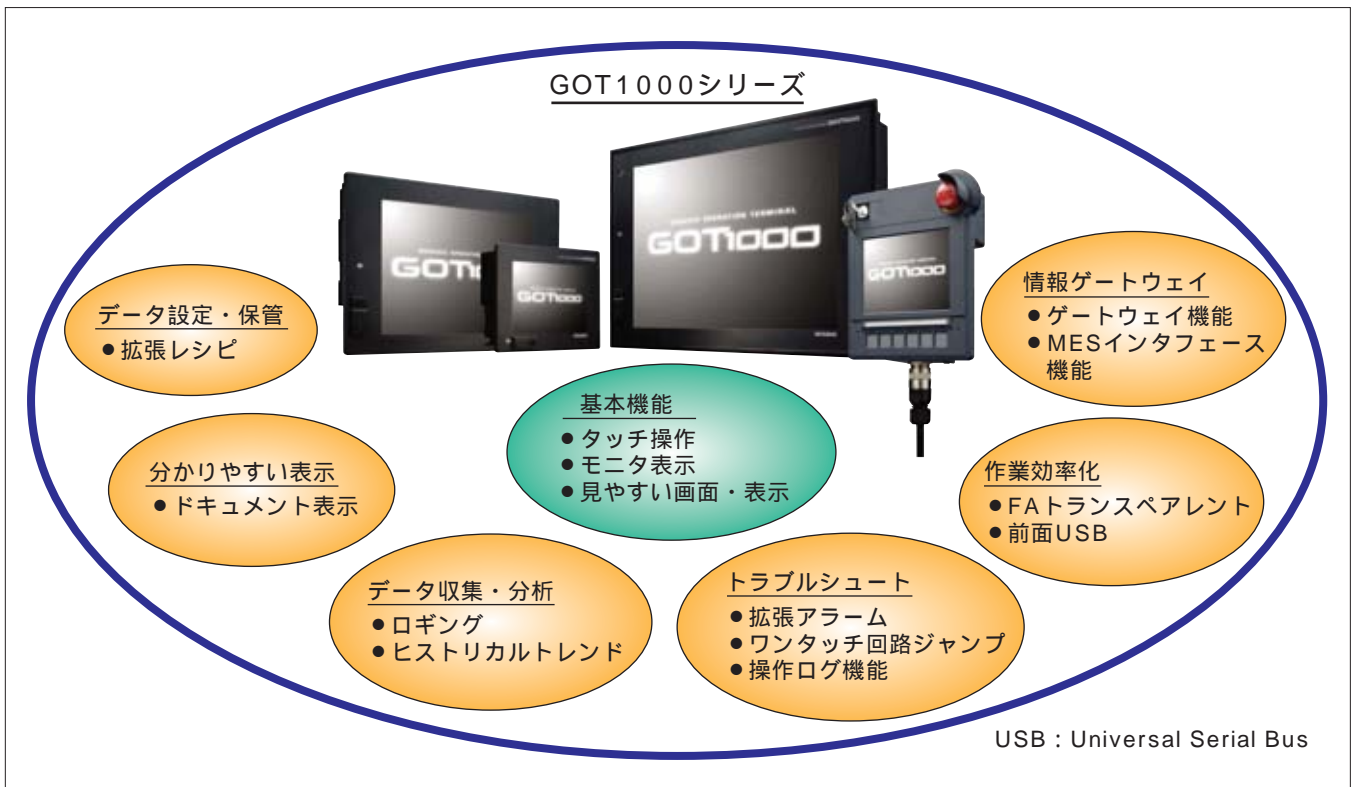 GOT1000シリーズ
GRAPHIC OPERATION TERMINAL
GOT1000
GOT1000
GOT1000
GOT1000
データ設定・保管
●拡張レシピ
情報ゲートウェイ
●ゲートウェイ機能
●MESインタフェース
機能
基本機能
●タッチ操作
●モニタ表示
●見やすい画面・表示
分かりやすい表示
●ドキュメント表示
作業効率化
●FAトランスペアレント
●前面USB
データ収集・分析
●ロギング
●ヒストリカルトレンド
トラブルシュート
●拡張アラーム
●ワンタッチ回路ジャンプ
●操作ログ機能
USB：Universal Serial Bus